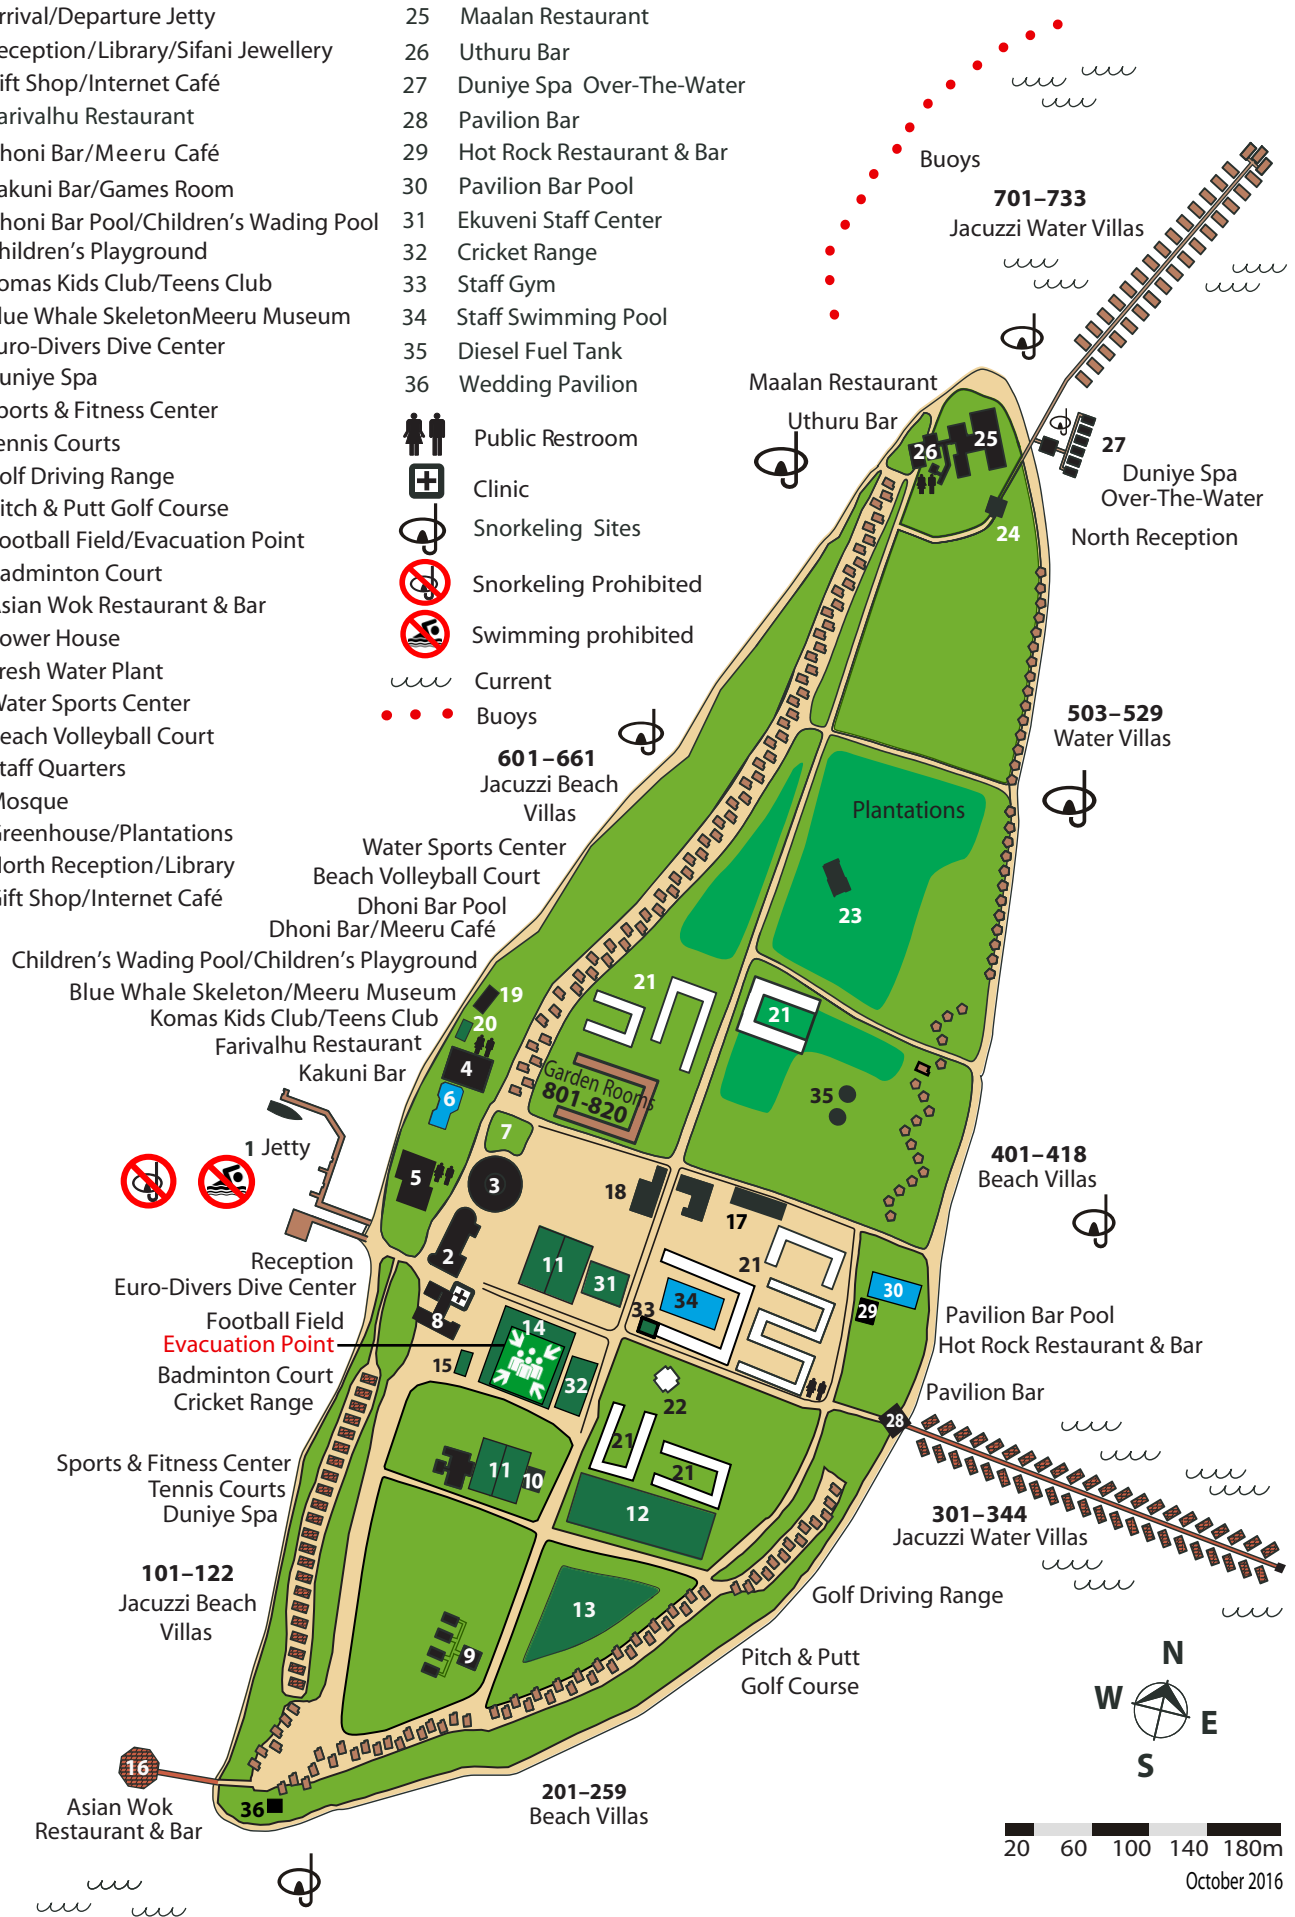 rrival/Departure Jetty
eception/Library/Sifani Jewellery
ift Shop/Internet Café
arivalhu Restaurant
honi Bar/Meeru Café
akuni Bar/Games Room
honi Bar Pool/Children's Wading Pool
hildren's Playground
omas Kids Club/Teens Club
lue Whale SkeletonMeeru Museum
uro-Divers Dive Center
uniye Spa
ports & Fitness Center
ennis Courts
olf Driving Range
itch & Putt Golf Course
ootball Field/Evacuation Point
adminton Court
sian Wok Restaurant & Bar
ower House
resh Water Plant
ater Sports Center
each Volleyball Court
taff Quarters
osque
reenhouse/Plantations
orth Reception/Library
ift Shop/Internet Café
25 Maalan Restaurant
26 Uthuru Bar
27 Duniye Spa Over-The-Water
28 Pavilion Bar
29 Hot Rock Restaurant & Bar
30 Pavilion Bar Pool
31 Ekuveni Staff Center
32 Cricket Range
33 Staff Gym
34 Staff Swimming Pool
35 Diesel Fuel Tank
36 Wedding Pavilion
Public Restroom
Clinic
Snorkeling Sites
Snorkeling Prohibited
Swimming prohibited
Current
Buoys
Buoys
701–733
Jacuzzi Water Villas
Maalan Restaurant
Uthuru Bar
25
26
27
Duniye Spa
Over-The-Water
24
North Reception
503–529
Water Villas
601–661
Jacuzzi Beach
Villas
Plantations
23
Water Sports Center
Beach Volleyball Court
Dhoni Bar Pool
Dhoni Bar/Meeru Café
Children's Wading Pool/Children's Playground
Blue Whale Skeleton/Meeru Museum
Komas Kids Club/Teens Club
Farivalhu Restaurant
Kakuni Bar
19
20
4
6
21
21
Garden Rooms
801-820
35
7
1 Jetty
5
3
18
17
401–418
Beach Villas
2
11
31
21
34
33
30
29
Reception
Euro-Divers Dive Center
Football Field
Evacuation Point
Badminton Court
Cricket Range
8
14
15
32
22
Pavilion Bar Pool
Hot Rock Restaurant & Bar
Pavilion Bar
28
Sports & Fitness Center
Tennis Courts
Duniye Spa
11
10
21
21
12
301–344
Jacuzzi Water Villas
101–122
Jacuzzi Beach
Villas
13
9
Golf Driving Range
Pitch & Putt
Golf Course
N
W
E
S
16
Asian Wok
Restaurant & Bar
36
201–259
Beach Villas
20 60 100 140 180m
October 2016